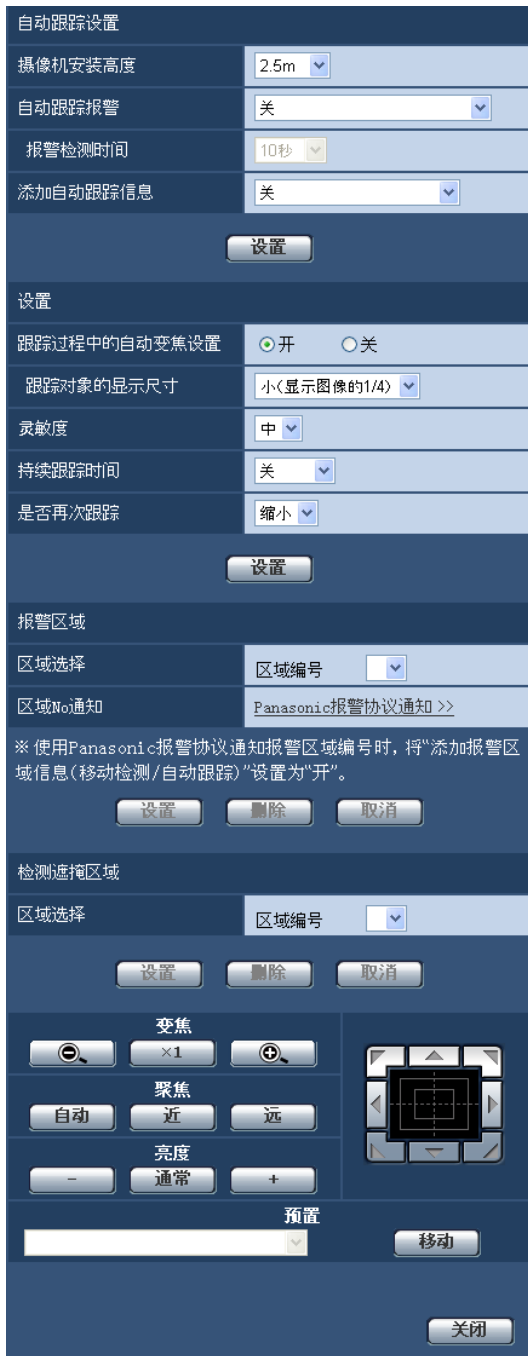 自动跟踪设置
摄像机安装高度 2.5m
自动跟踪报警 关
报警检测时间 10秒
添加自动跟踪信息 关
设置
设置
跟踪过程中的自动变焦设置 开 关
跟踪对象的显示尺寸 小(显示图像的1/4)
灵敏度 中
持续跟踪时间 关
是否再次跟踪 缩小
设置
报警区域
区域选择 区域编号
区域No通知 Panasonic报警协议通知 >>
※ 使用Panasonic报警协议通知报警区域编号时, 将“添加报警区
域信息(移动检测/自动跟踪)”设置为“开”。
设置 删除 取消
检测遮掩区域
区域选择 区域编号
设置 删除 取消
变焦
×1
聚焦
自动 近 远
亮度
- 通常 +
预置
移动
关闭